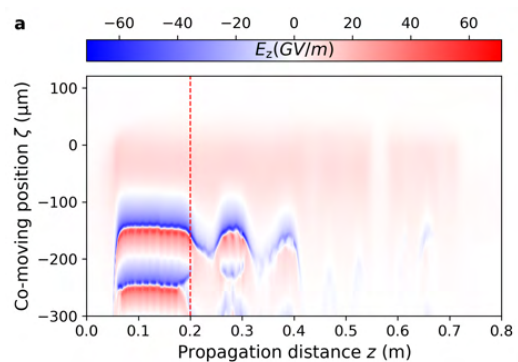 a
−60 −40 −20 0 20 40 60
E_z(GV/m)
100
0
−100
−200
−300
Co-moving position ζ (μm)
0.0 0.1 0.2 0.3 0.4 0.5 0.6 0.7 0.8
Propagation distance z (m)